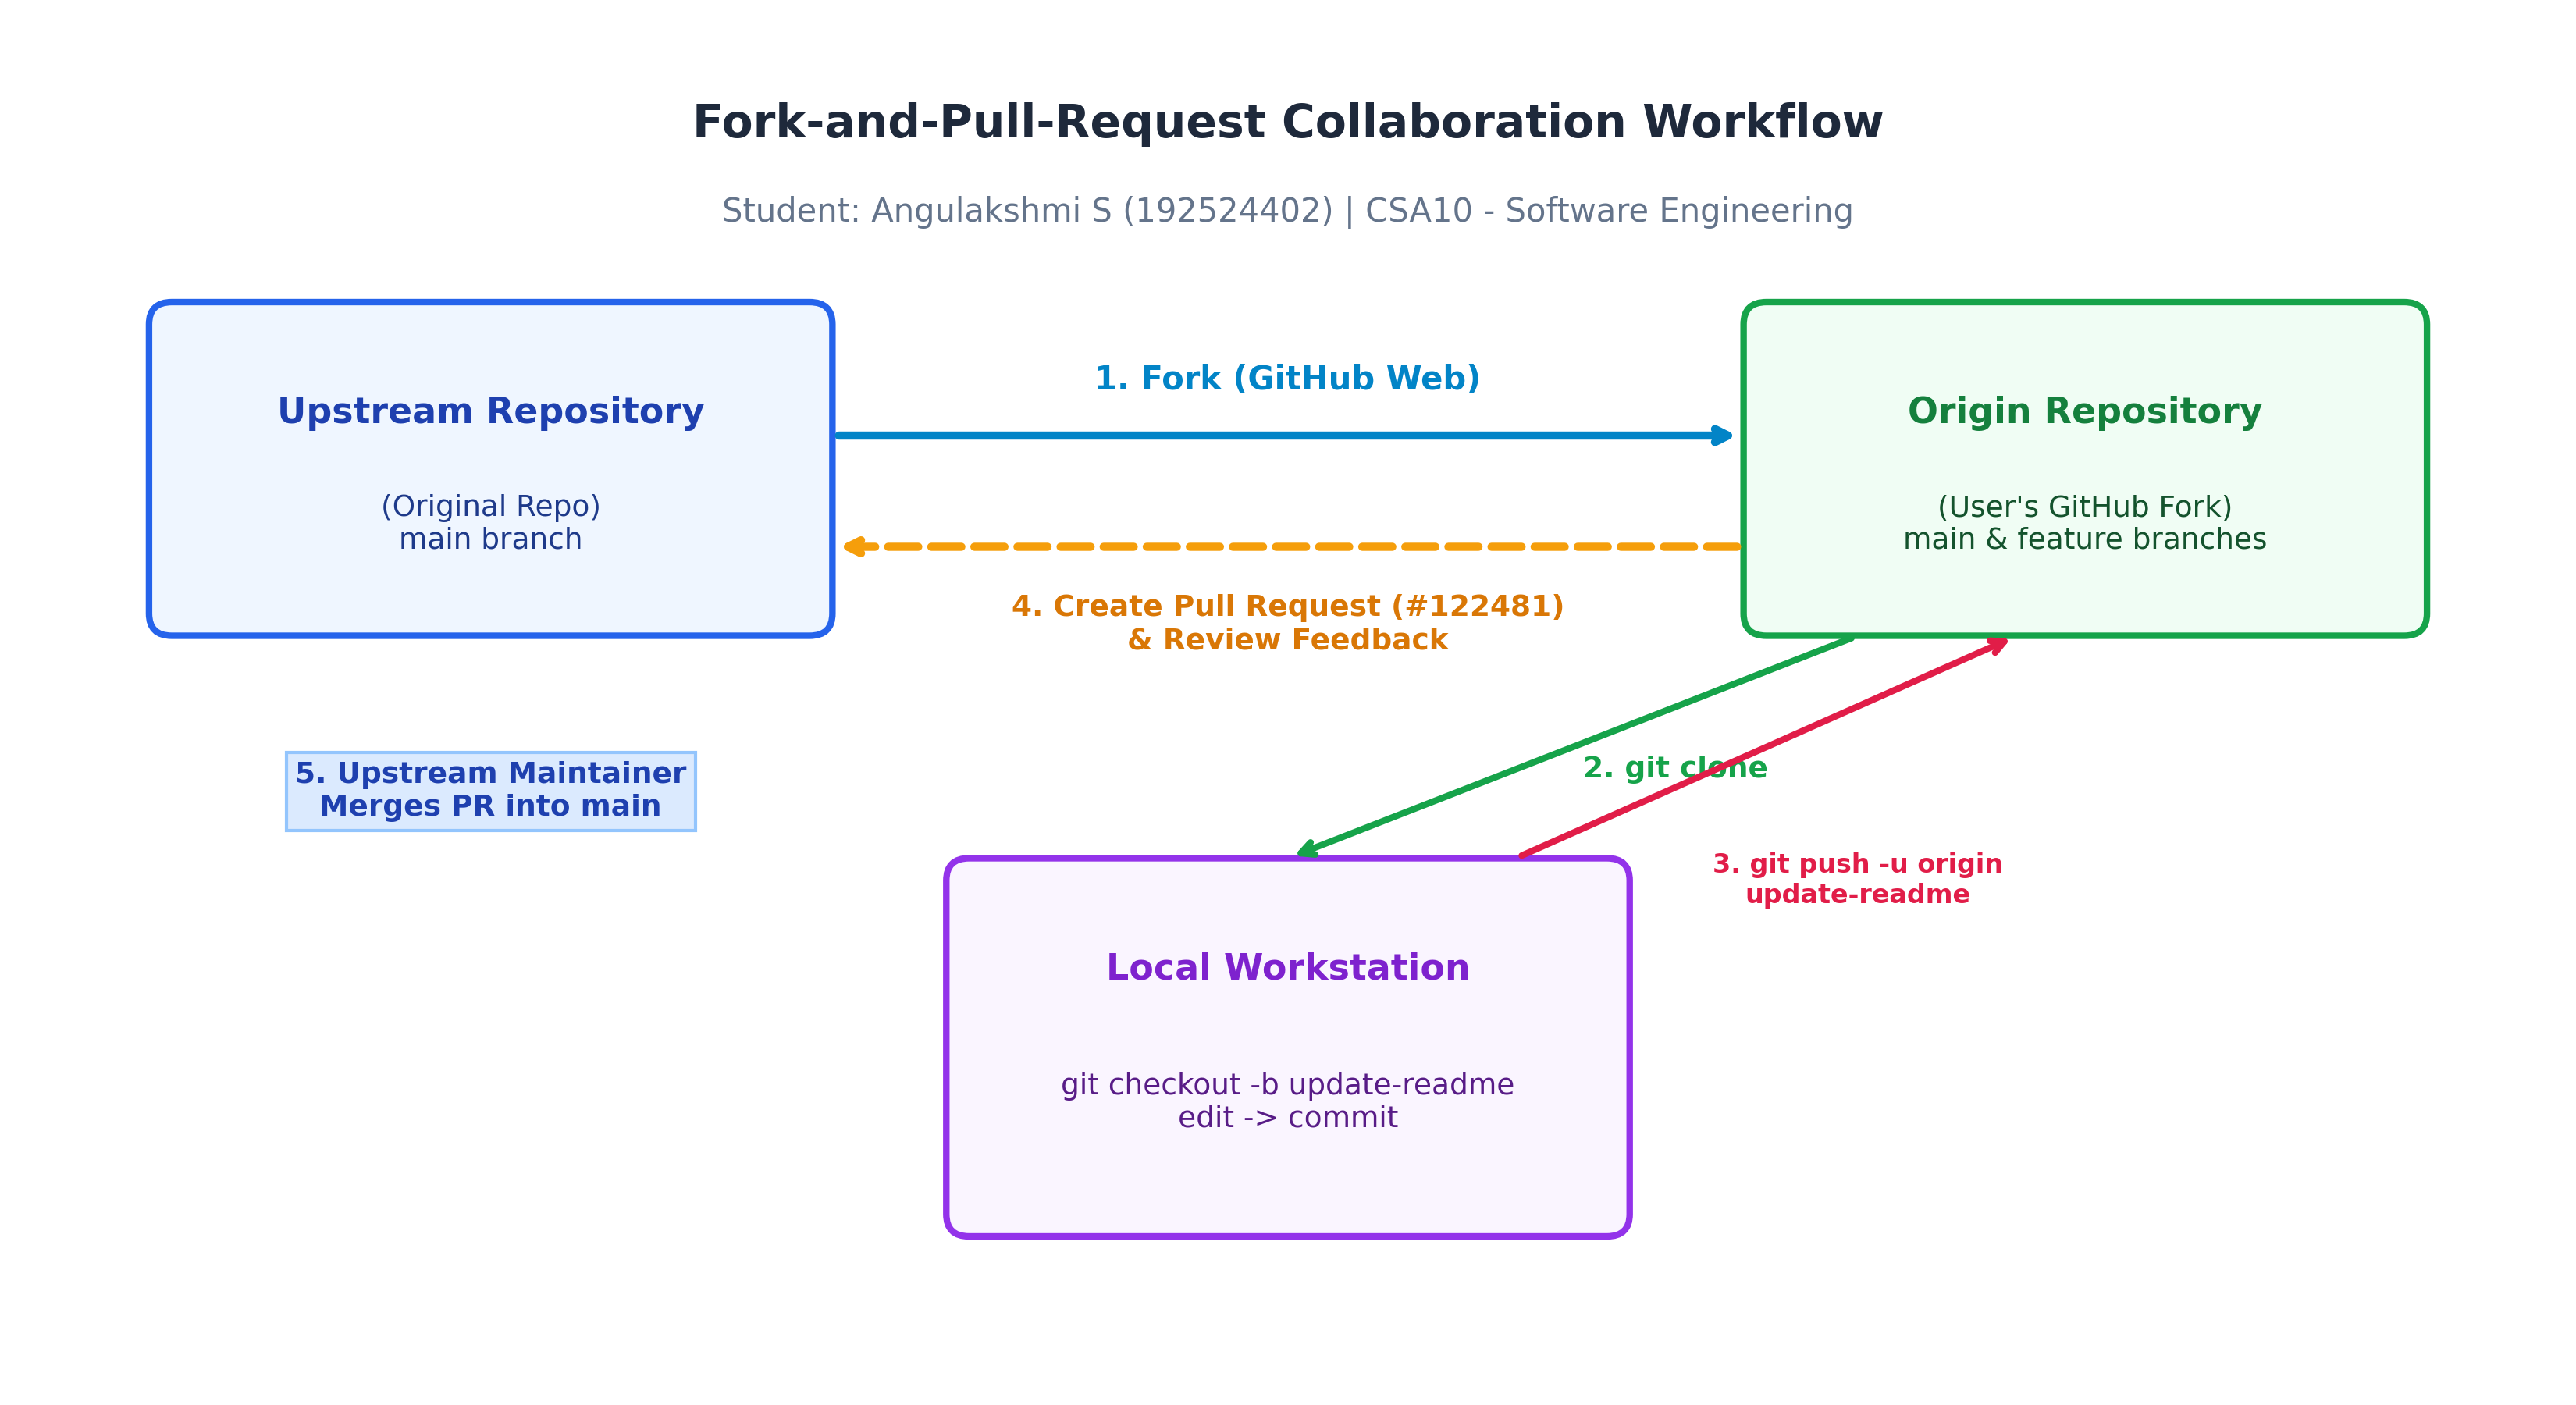 Fork-and-Pull-Request Collaboration Workflow
Student: Angulakshmi S (192524402) | CSA10 - Software Engineering
Upstream Repository
(Original Repo)
main branch
1. Fork (GitHub Web)
4. Create Pull Request (#122481)
& Review Feedback
Origin Repository
(User's GitHub Fork)
main & feature branches
5. Upstream Maintainer
Merges PR into main
2. git clone
3. git push -u origin
update-readme
Local Workstation
git checkout -b update-readme
edit -> commit